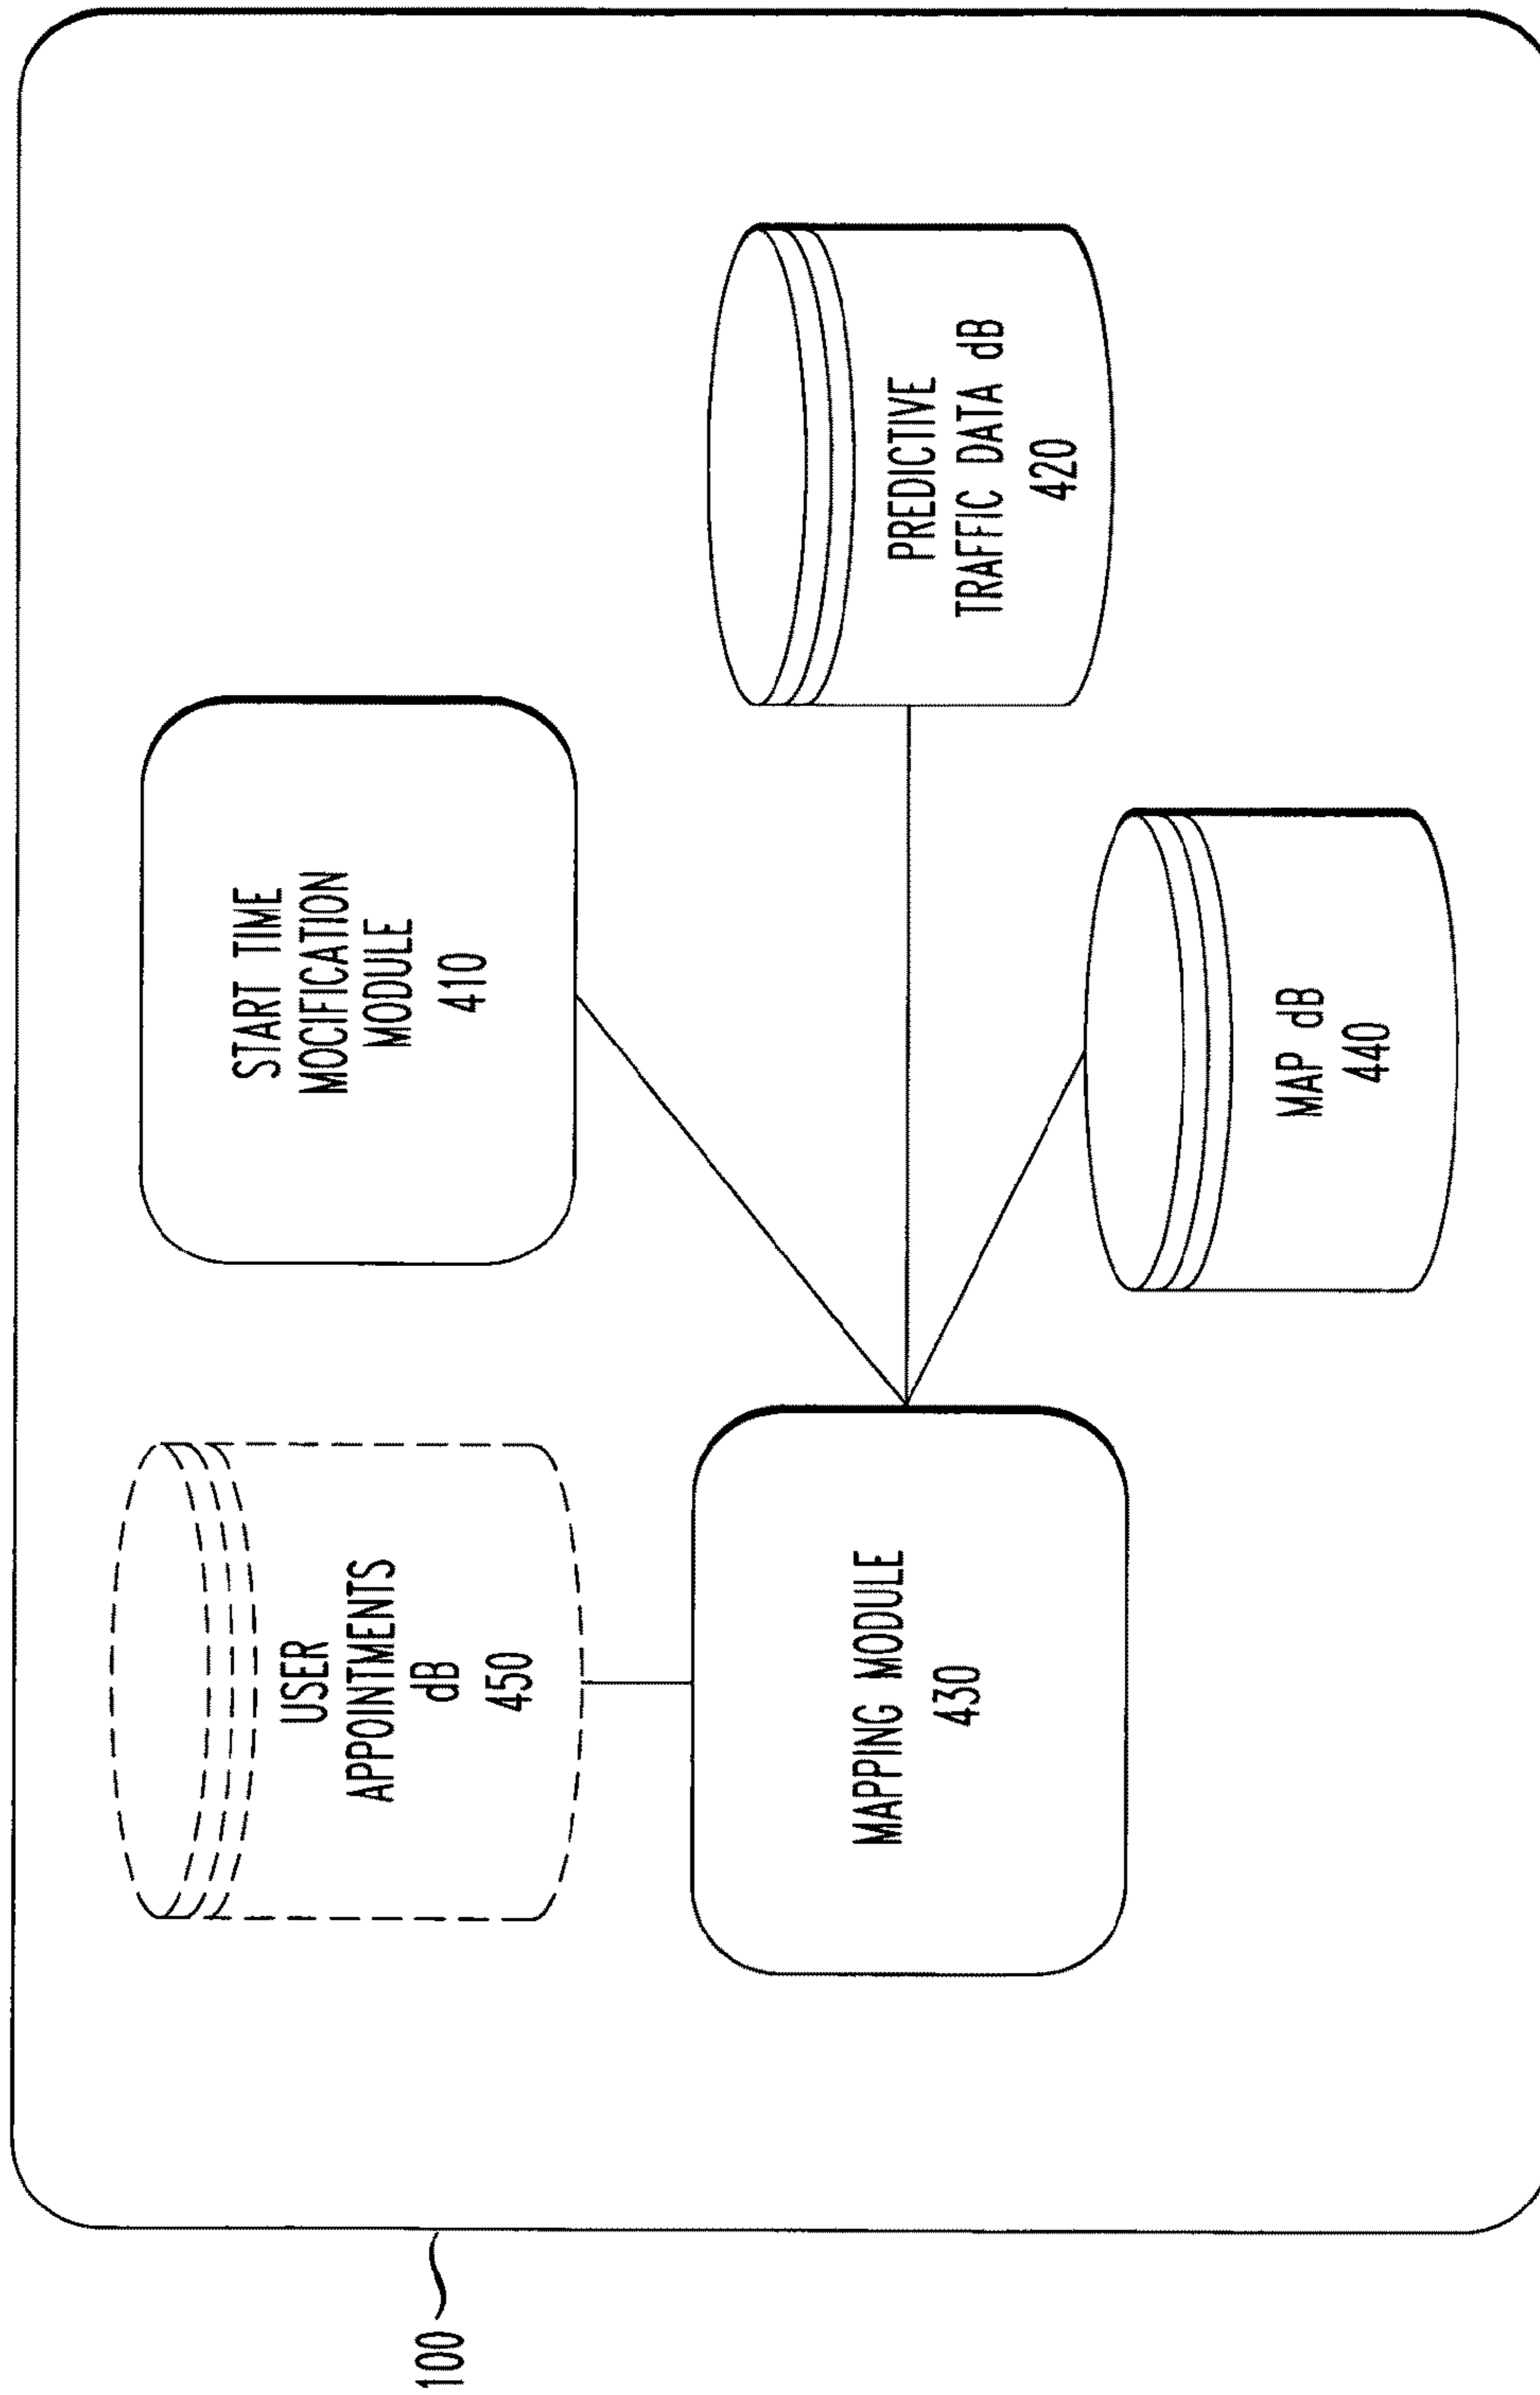 100
USER
APPOINTMENTS
dB
450
START TIME
MOCIFICATION
MODULE
410
MAPPING MODULE
430
PREDICTIVE
TRAFFIC DATA dB
420
MAP dB
440